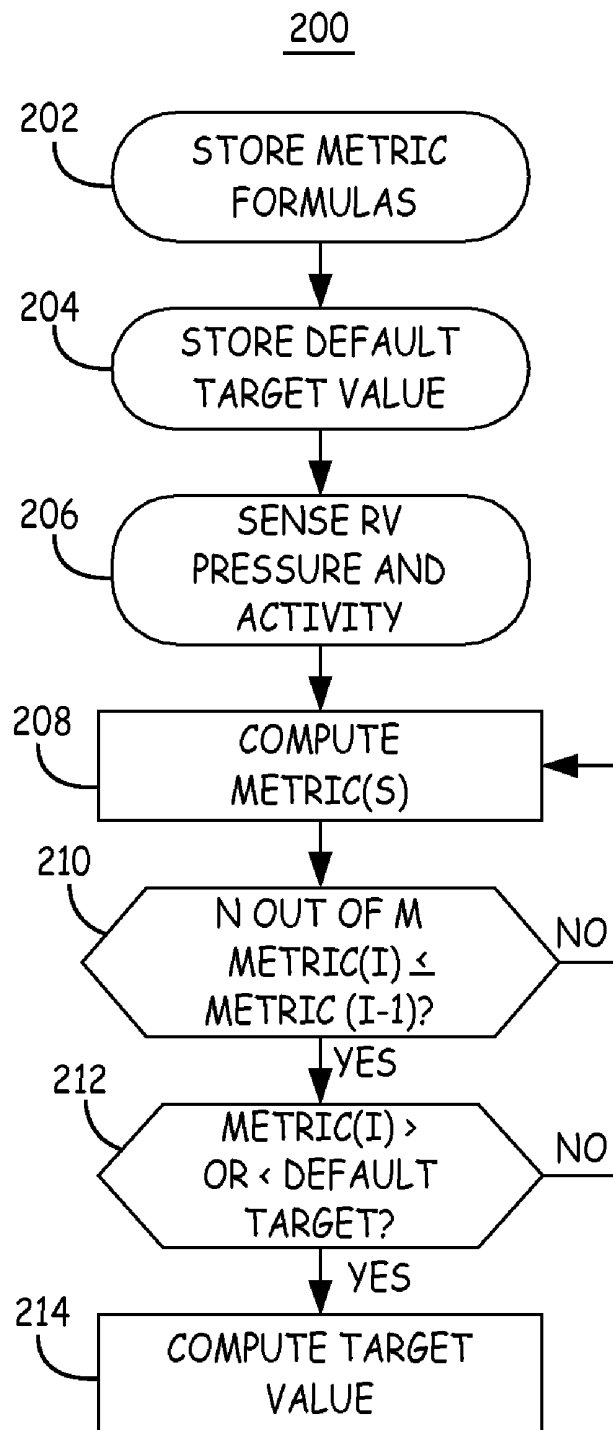 200
202
STORE METRIC
FORMULAS
204
STORE DEFAULT
TARGET VALUE
206
SENSE RV
PRESSURE AND
ACTIVITY
208
COMPUTE
METRIC(S)
210
N OUT OF M
METRIC(I) ≤
METRIC (I-1)?
NO
YES
212
METRIC(I) >
OR < DEFAULT
TARGET?
NO
YES
214
COMPUTE TARGET
VALUE